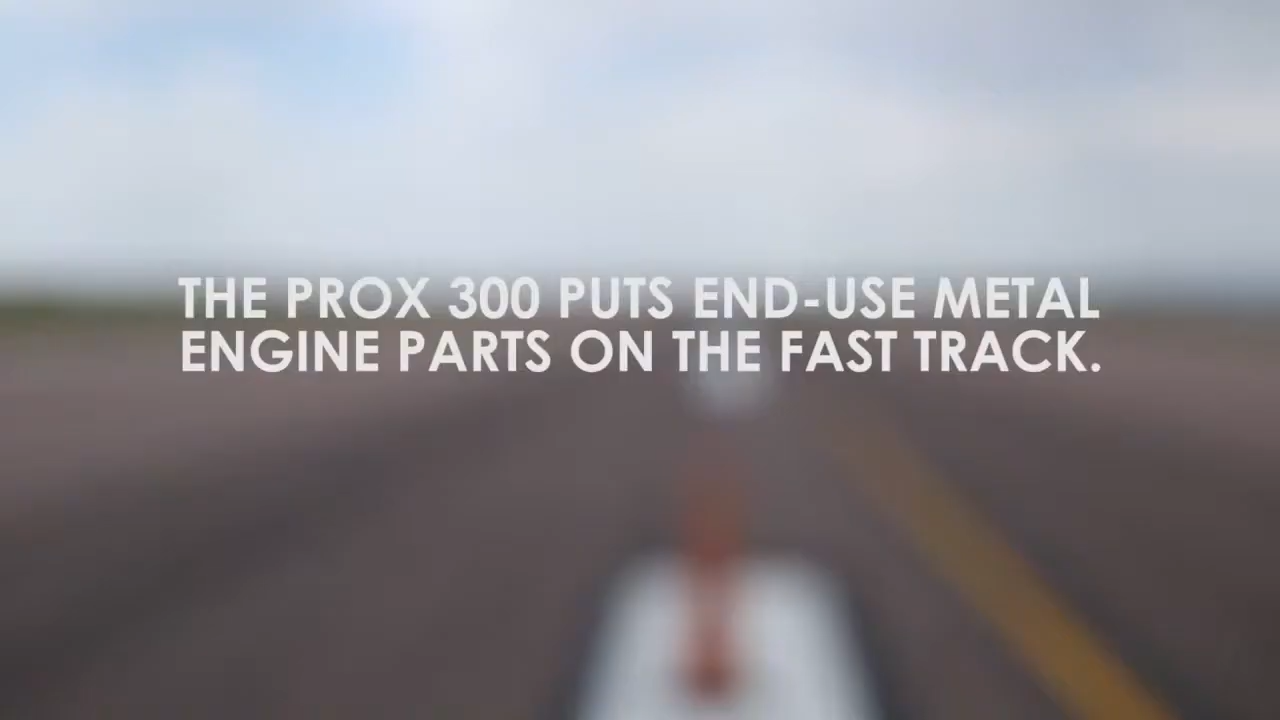 THE PROX 300 PUTS END-USE METAL
ENGINE PARTS ON THE FAST TRACK.